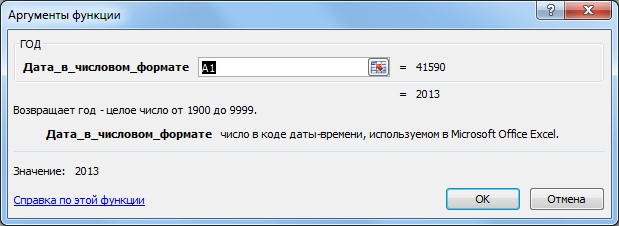 Аргументы функции
ГОД
Дата_в_числовом_формате A1 = 41590
= 2013
Возвращает год - целое число от 1900 до 9999.
Дата_в_числовом_формате число в коде даты-времени, используемом в Microsoft Office Excel.
Значение: 2013
Справка по этой функции
ОК Отмена